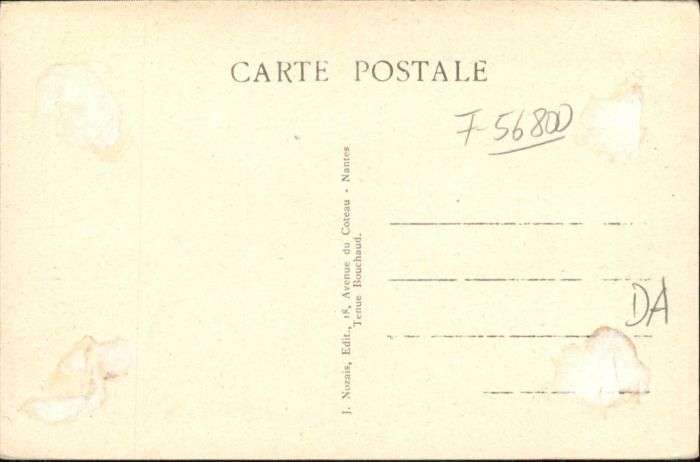 CARTE POSTALE
F-56800
J. Nozais, Edit., 18, Avenue du Coteau - Nantes
Tenue Bouchaud.
DA